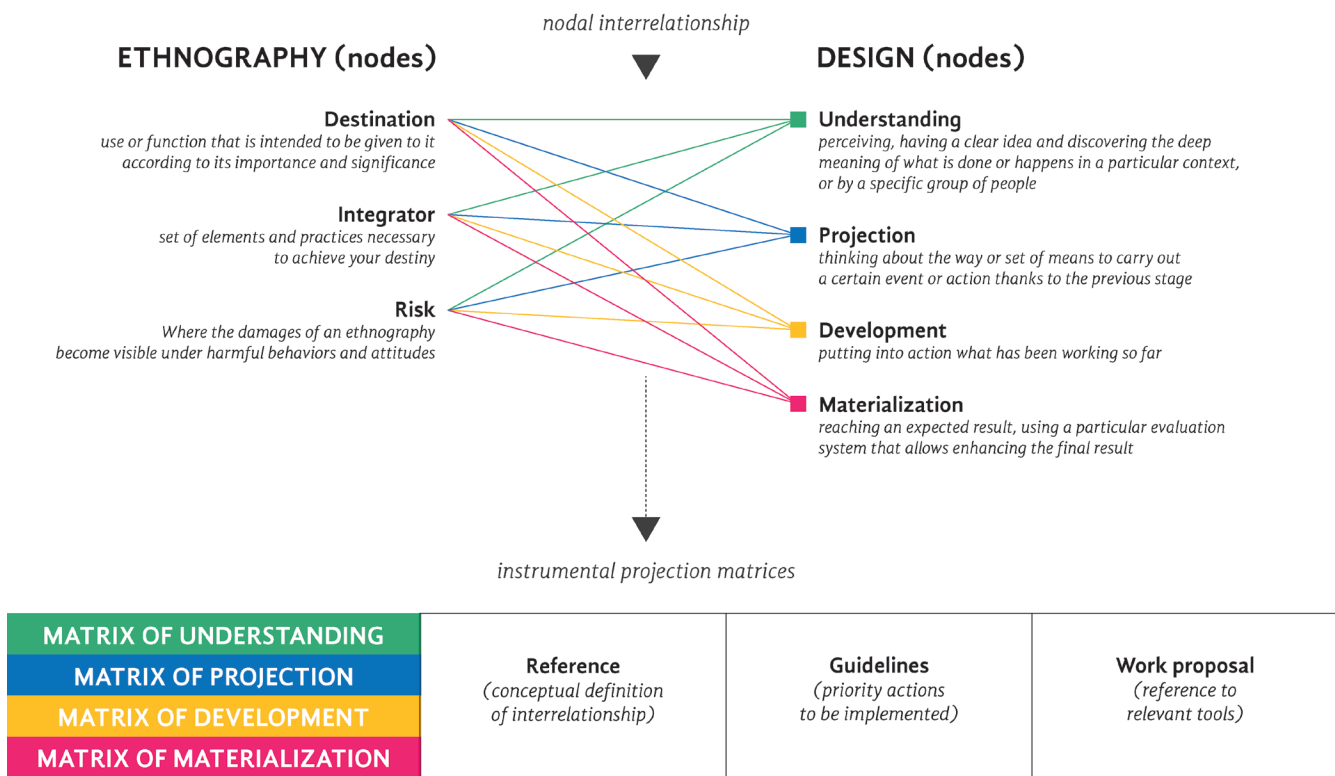 nodal interrelationship
ETHNOGRAPHY (nodes)
DESIGN (nodes)
Destination
use or function that is intended to be given to it
according to its importance and significance
Integrator
set of elements and practices necessary
to achieve your destiny
Risk
Where the damages of an ethnography
become visible under harmful behaviors and attitudes
Understanding
perceiving, having a clear idea and discovering the deep
meaning of what is done or happens in a particular context,
or by a specific group of people
Projection
thinking about the way or set of means to carry out
a certain event or action thanks to the previous stage
Development
putting into action what has been working so far
Materialization
reaching an expected result, using a particular evaluation
system that allows enhancing the final result
instrumental projection matrices
MATRIX OF UNDERSTANDING
MATRIX OF PROJECTION
MATRIX OF DEVELOPMENT
MATRIX OF MATERIALIZATION
Reference
(conceptual definition
of interrelationship)
Guidelines
(priority actions
to be implemented)
Work proposal
(reference to
relevant tools)